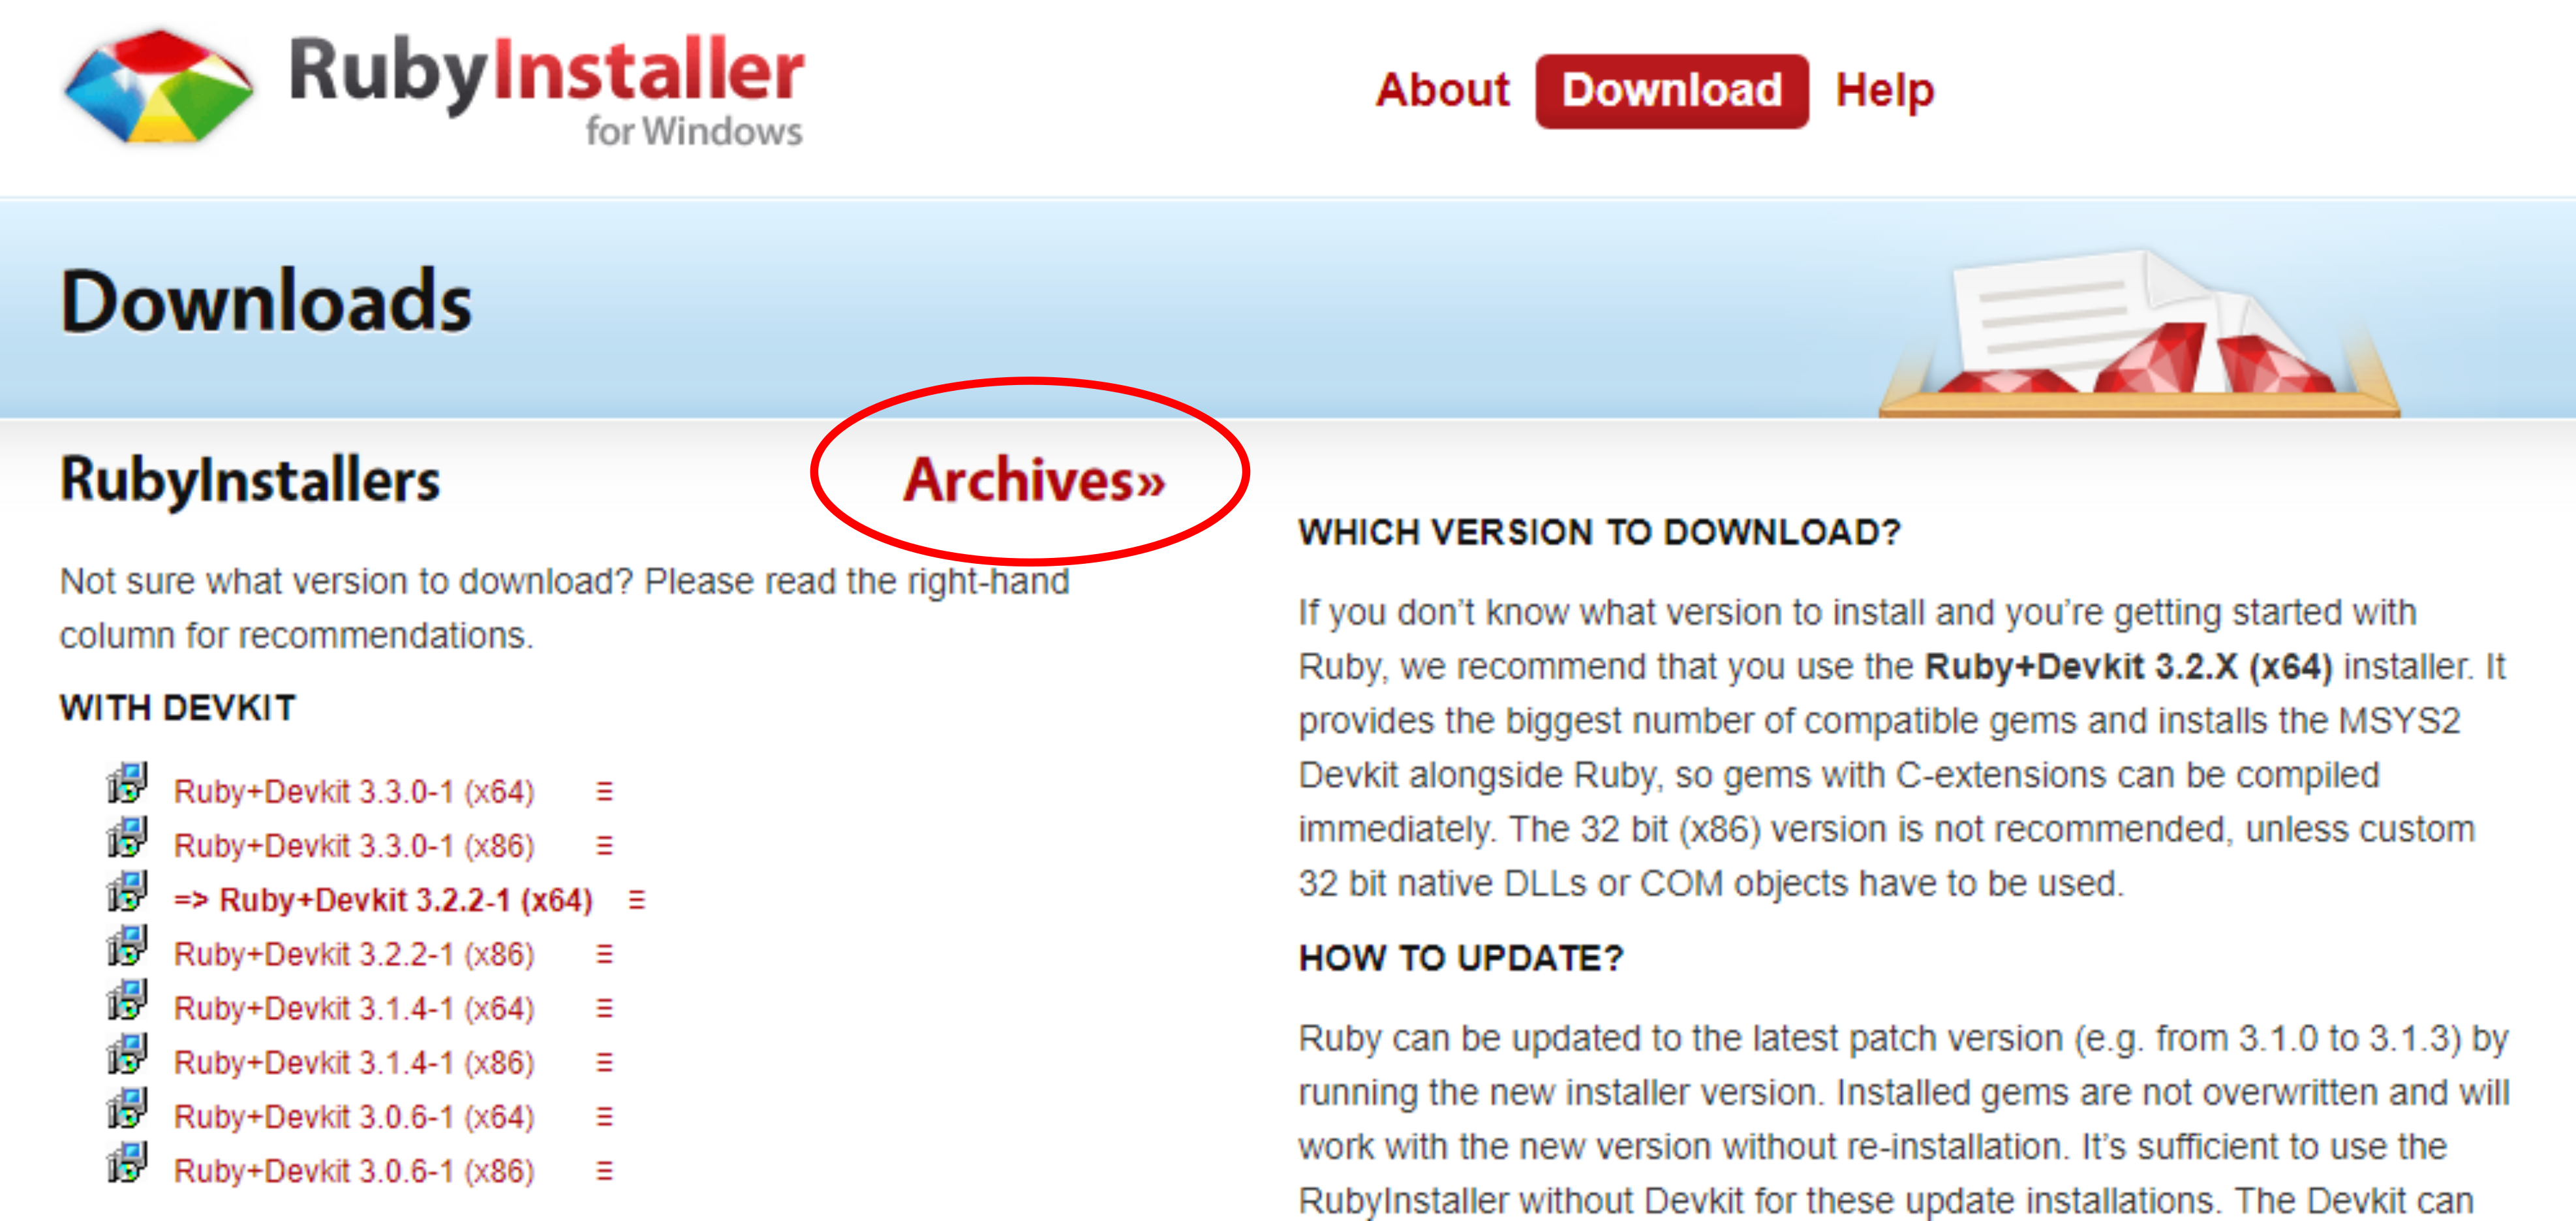 RubyInstaller
for Windows
About Download Help
Downloads
RubyInstallers
Archives»
Not sure what version to download? Please read the right-hand
column for recommendations.
WITH DEVKIT
Ruby+Devkit 3.3.0-1 (x64) ≡
Ruby+Devkit 3.3.0-1 (x86) ≡
=> Ruby+Devkit 3.2.2-1 (x64) ≡
Ruby+Devkit 3.2.2-1 (x86) ≡
Ruby+Devkit 3.1.4-1 (x64) ≡
Ruby+Devkit 3.1.4-1 (x86) ≡
Ruby+Devkit 3.0.6-1 (x64) ≡
Ruby+Devkit 3.0.6-1 (x86) ≡
WHICH VERSION TO DOWNLOAD?
If you don’t know what version to install and you’re getting started with
Ruby, we recommend that you use the Ruby+Devkit 3.2.X (x64) installer. It
provides the biggest number of compatible gems and installs the MSYS2
Devkit alongside Ruby, so gems with C-extensions can be compiled
immediately. The 32 bit (x86) version is not recommended, unless custom
32 bit native DLLs or COM objects have to be used.
HOW TO UPDATE?
Ruby can be updated to the latest patch version (e.g. from 3.1.0 to 3.1.3) by
running the new installer version. Installed gems are not overwritten and will
work with the new version without re-installation. It’s sufficient to use the
RubyInstaller without Devkit for these update installations. The Devkit can